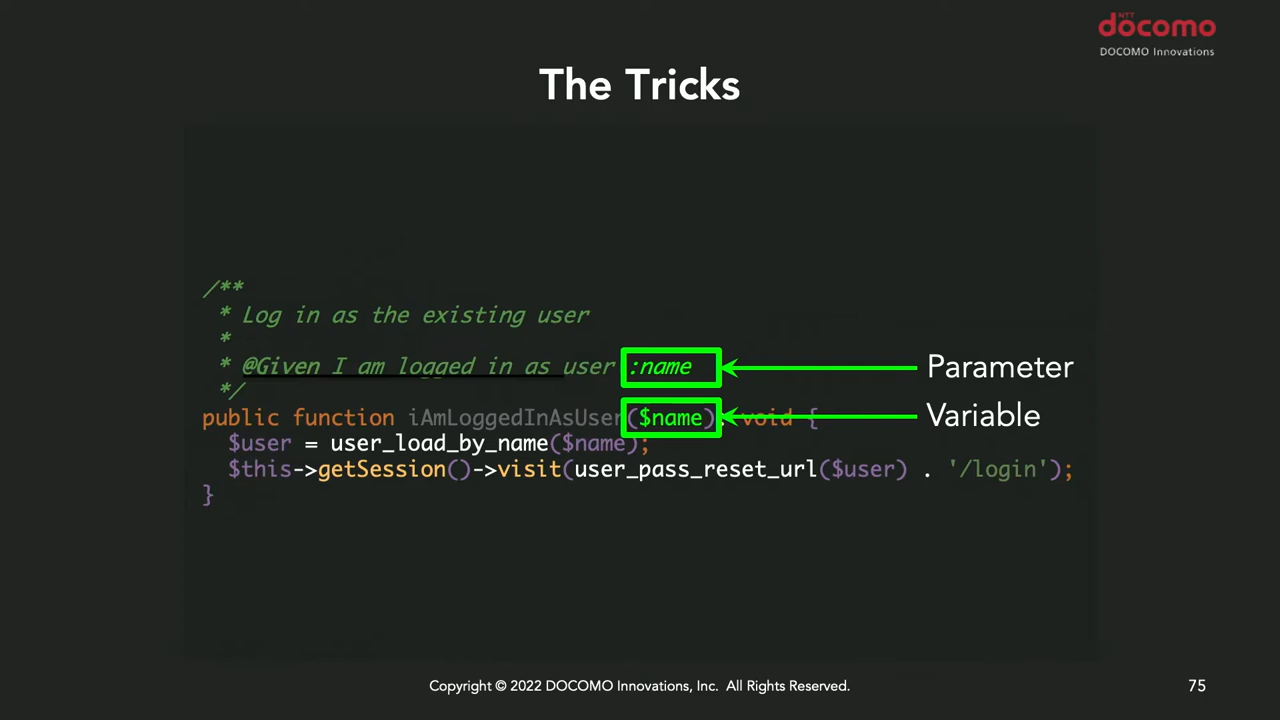 NTT
döcomo
DOCOMO Innovations
The Tricks
/**
* Log in as the existing user
*
* @Given I am logged in as user :name
*/
public function iAmLoggedInAsUser($name): void {
$user = user_load_by_name($name);
$this->getSession()->visit(user_pass_reset_url($user) . '/login');
}
Parameter
Variable
Copyright © 2022 DOCOMO Innovations, Inc. All Rights Reserved.
75